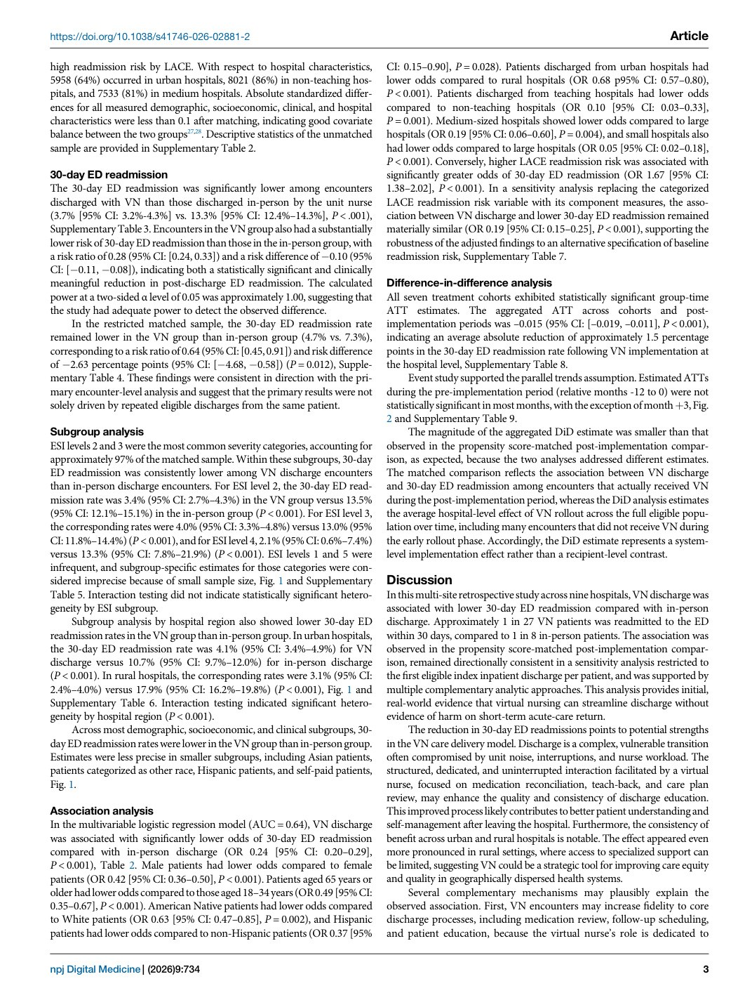 https://doi.org/10.1038/s41746-026-02881-2
Article
high readmission risk by LACE. With respect to hospital characteristics,
5958 (64%) occurred in urban hospitals, 8021 (86%) in non-teaching hos-
pitals, and 7533 (81%) in medium hospitals. Absolute standardized differ-
ences for all measured demographic, socioeconomic, clinical, and hospital
characteristics were less than 0.1 after matching, indicating good covariate
balance between the two groups27,28. Descriptive statistics of the unmatched
sample are provided in Supplementary Table 2.
30-day ED readmission
The 30-day ED readmission was significantly lower among encounters
discharged with VN than those discharged in-person by the unit nurse
(3.7% [95% CI: 3.2%-4.3%] vs. 13.3% [95% CI: 12.4%–14.3%], P < .001),
Supplementary Table 3. Encounters in the VN group also had a substantially
lower risk of 30-day ED readmission than those in the in-person group, with
a risk ratio of 0.28 (95% CI: [0.24, 0.33]) and a risk difference of −0.10 (95%
CI: [−0.11, −0.08]), indicating both a statistically significant and clinically
meaningful reduction in post-discharge ED readmission. The calculated
power at a two-sided α level of 0.05 was approximately 1.00, suggesting that
the study had adequate power to detect the observed difference.
In the restricted matched sample, the 30-day ED readmission rate
remained lower in the VN group than in-person group (4.7% vs. 7.3%),
corresponding to a risk ratio of 0.64 (95% CI: [0.45, 0.91]) and risk difference
of −2.63 percentage points (95% CI: [−4.68, −0.58]) (P = 0.012), Supple-
mentary Table 4. These findings were consistent in direction with the pri-
mary encounter-level analysis and suggest that the primary results were not
solely driven by repeated eligible discharges from the same patient.
Subgroup analysis
ESI levels 2 and 3 were the most common severity categories, accounting for
approximately 97% of the matched sample. Within these subgroups, 30-day
ED readmission was consistently lower among VN discharge encounters
than in-person discharge encounters. For ESI level 2, the 30-day ED read-
mission rate was 3.4% (95% CI: 2.7%–4.3%) in the VN group versus 13.5%
(95% CI: 12.1%–15.1%) in the in-person group (P < 0.001). For ESI level 3,
the corresponding rates were 4.0% (95% CI: 3.3%–4.8%) versus 13.0% (95%
CI: 11.8%–14.4%) (P < 0.001), and for ESI level 4, 2.1% (95% CI: 0.6%–7.4%)
versus 13.3% (95% CI: 7.8%–21.9%) (P < 0.001). ESI levels 1 and 5 were
infrequent, and subgroup-specific estimates for those categories were con-
sidered imprecise because of small sample size, Fig. 1 and Supplementary
Table 5. Interaction testing did not indicate statistically significant hetero-
geneity by ESI subgroup.
Subgroup analysis by hospital region also showed lower 30-day ED
readmission rates in the VN group than in-person group. In urban hospitals,
the 30-day ED readmission rate was 4.1% (95% CI: 3.4%–4.9%) for VN
discharge versus 10.7% (95% CI: 9.7%–12.0%) for in-person discharge
(P < 0.001). In rural hospitals, the corresponding rates were 3.1% (95% CI:
2.4%–4.0%) versus 17.9% (95% CI: 16.2%–19.8%) (P < 0.001), Fig. 1 and
Supplementary Table 6. Interaction testing indicated significant hetero-
geneity by hospital region (P < 0.001).
Across most demographic, socioeconomic, and clinical subgroups, 30-
day ED readmission rates were lower in the VN group than in-person group.
Estimates were less precise in smaller subgroups, including Asian patients,
patients categorized as other race, Hispanic patients, and self-paid patients,
Fig. 1.
Association analysis
In the multivariable logistic regression model (AUC = 0.64), VN discharge
was associated with significantly lower odds of 30-day ED readmission
compared with in-person discharge (OR 0.24 [95% CI: 0.20–0.29],
P < 0.001), Table 2. Male patients had lower odds compared to female
patients (OR 0.42 [95% CI: 0.36–0.50], P < 0.001). Patients aged 65 years or
older had lower odds compared to those aged 18–34 years (OR 0.49 [95% CI:
0.35–0.67], P < 0.001). American Native patients had lower odds compared
to White patients (OR 0.63 [95% CI: 0.47–0.85], P = 0.002), and Hispanic
patients had lower odds compared to non-Hispanic patients (OR 0.37 [95%
CI: 0.15–0.90], P = 0.028). Patients discharged from urban hospitals had
lower odds compared to rural hospitals (OR 0.68 p95% CI: 0.57–0.80),
P < 0.001). Patients discharged from teaching hospitals had lower odds
compared to non-teaching hospitals (OR 0.10 [95% CI: 0.03–0.33],
P = 0.001). Medium-sized hospitals showed lower odds compared to large
hospitals (OR 0.19 [95% CI: 0.06–0.60], P = 0.004), and small hospitals also
had lower odds compared to large hospitals (OR 0.05 [95% CI: 0.02–0.18],
P < 0.001). Conversely, higher LACE readmission risk was associated with
significantly greater odds of 30-day ED readmission (OR 1.67 [95% CI:
1.38–2.02], P < 0.001). In a sensitivity analysis replacing the categorized
LACE readmission risk variable with its component measures, the asso-
ciation between VN discharge and lower 30-day ED readmission remained
materially similar (OR 0.19 [95% CI: 0.15–0.25], P < 0.001), supporting the
robustness of the adjusted findings to an alternative specification of baseline
readmission risk, Supplementary Table 7.
Difference-in-difference analysis
All seven treatment cohorts exhibited statistically significant group-time
ATT estimates. The aggregated ATT across cohorts and post-
implementation periods was –0.015 (95% CI: [–0.019, –0.011], P < 0.001),
indicating an average absolute reduction of approximately 1.5 percentage
points in the 30-day ED readmission rate following VN implementation at
the hospital level, Supplementary Table 8.
Event study supported the parallel trends assumption. Estimated ATTs
during the pre-implementation period (relative months -12 to 0) were not
statistically significant in most months, with the exception of month +3, Fig.
2 and Supplementary Table 9.
The magnitude of the aggregated DiD estimate was smaller than that
observed in the propensity score-matched post-implementation compar-
ison, as expected, because the two analyses addressed different estimates.
The matched comparison reflects the association between VN discharge
and 30-day ED readmission among encounters that actually received VN
during the post-implementation period, whereas the DiD analysis estimates
the average hospital-level effect of VN rollout across the full eligible popu-
lation over time, including many encounters that did not receive VN during
the early rollout phase. Accordingly, the DiD estimate represents a system-
level implementation effect rather than a recipient-level contrast.
Discussion
In this multi-site retrospective study across nine hospitals, VN discharge was
associated with lower 30-day ED readmission compared with in-person
discharge. Approximately 1 in 27 VN patients was readmitted to the ED
within 30 days, compared to 1 in 8 in-person patients. The association was
observed in the propensity score-matched post-implementation compar-
ison, remained directionally consistent in a sensitivity analysis restricted to
the first eligible index inpatient discharge per patient, and was supported by
multiple complementary analytic approaches. This analysis provides initial,
real-world evidence that virtual nursing can streamline discharge without
evidence of harm on short-term acute-care return.
The reduction in 30-day ED readmissions points to potential strengths
in the VN care delivery model. Discharge is a complex, vulnerable transition
often compromised by unit noise, interruptions, and nurse workload. The
structured, dedicated, and uninterrupted interaction facilitated by a virtual
nurse, focused on medication reconciliation, teach-back, and care plan
review, may enhance the quality and consistency of discharge education.
This improved process likely contributes to better patient understanding and
self-management after leaving the hospital. Furthermore, the consistency of
benefit across urban and rural hospitals is notable. The effect appeared even
more pronounced in rural settings, where access to specialized support can
be limited, suggesting VN could be a strategic tool for improving care equity
and quality in geographically dispersed health systems.
Several complementary mechanisms may plausibly explain the
observed association. First, VN encounters may increase fidelity to core
discharge processes, including medication review, follow-up scheduling,
and patient education, because the virtual nurse's role is dedicated to
npj Digital Medicine | (2026)9:734
3